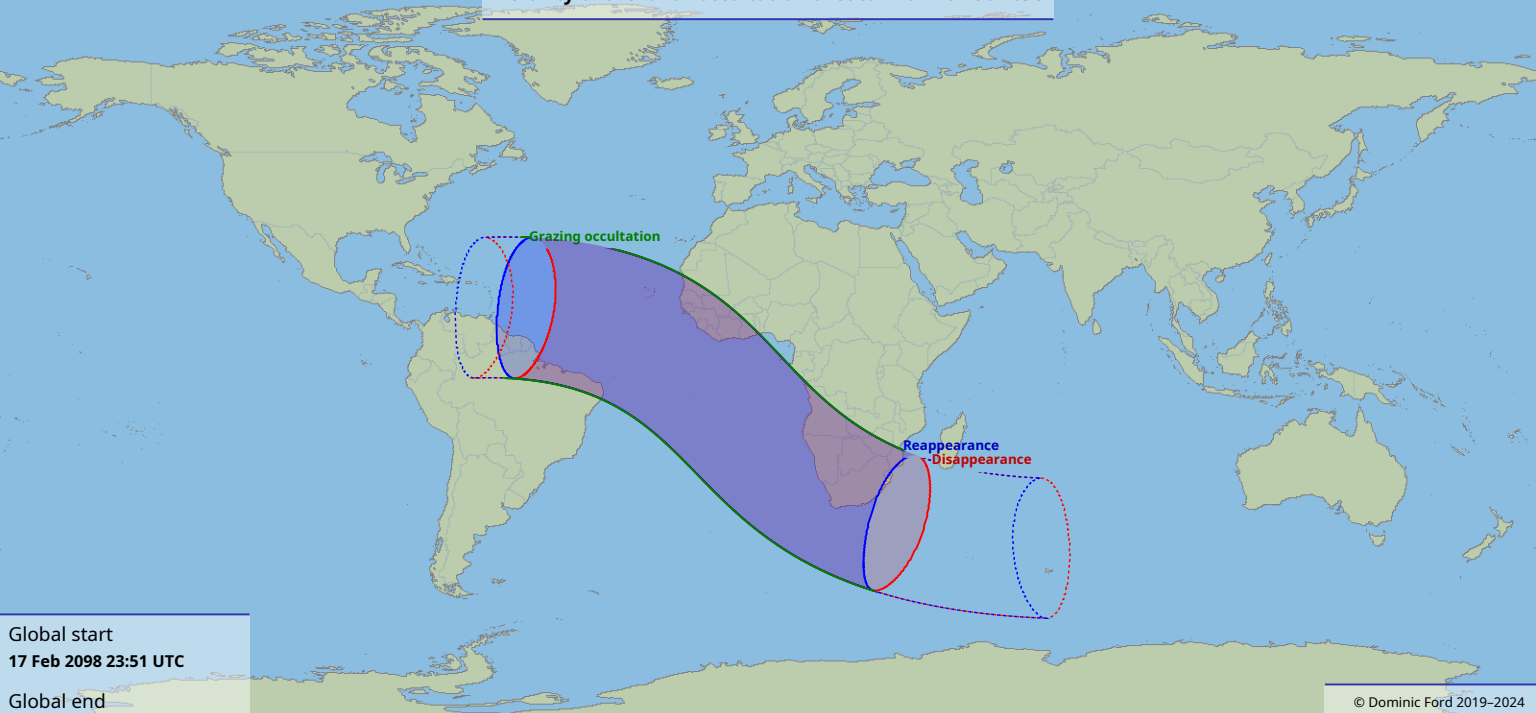 Grazing occultation
Reappearance
Disappearance
Global start
17 Feb 2098 23:51 UTC
Global end
© Dominic Ford 2019–2024